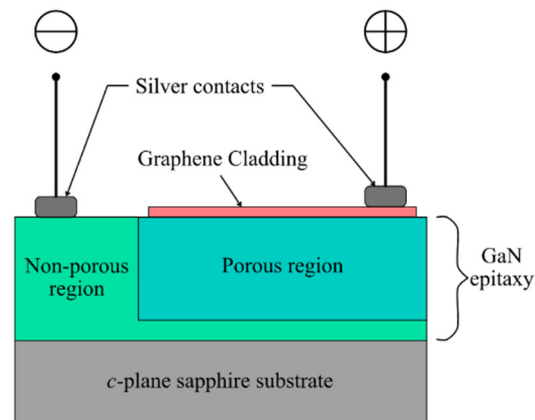 Silver contacts
Graphene Cladding
Non-porous
region
Porous region
GaN
epitaxy
c-plane sapphire substrate